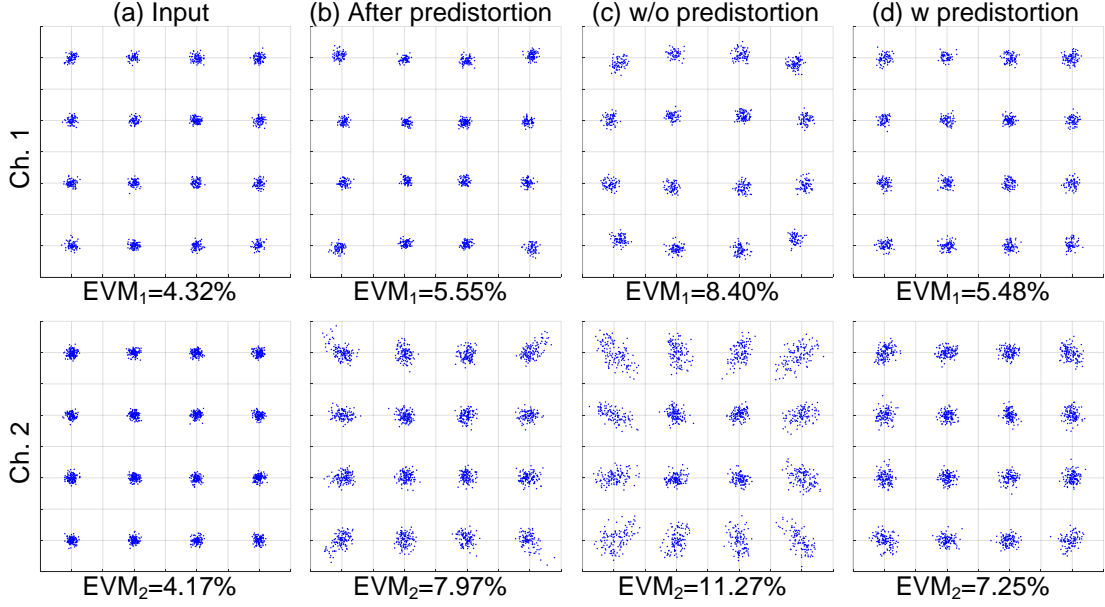 (a) Input (b) After predistortion (c) w/o predistortion (d) w predistortion
Ch. 1
EVM₁=4.32% EVM₁=5.55% EVM₁=8.40% EVM₁=5.48%
Ch. 2
EVM₂=4.17% EVM₂=7.97% EVM₂=11.27% EVM₂=7.25%